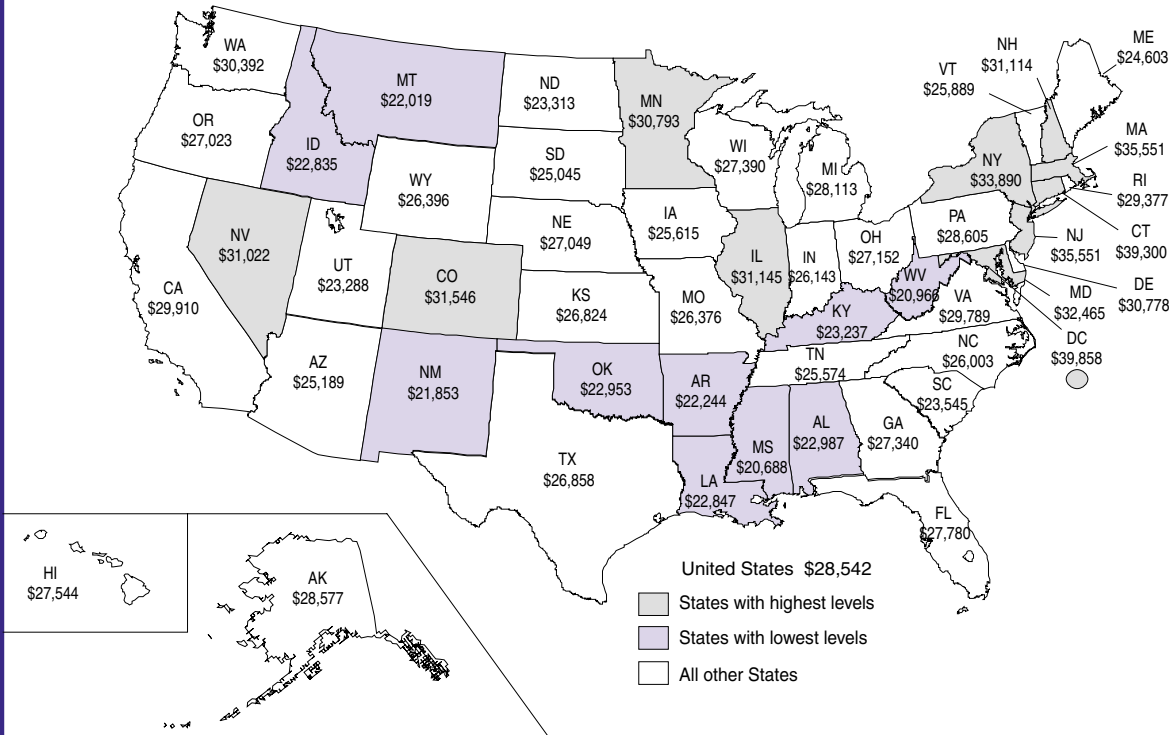 WA
$30,392
OR
$27,023
CA
$29,910
ID
$22,835
NV
$31,022
MT
$22,019
WY
$26,396
UT
$23,288
CO
$31,546
AZ
$25,189
NM
$21,853
ND
$23,313
SD
$25,045
NE
$27,049
KS
$26,824
OK
$22,953
TX
$26,858
MN
$30,793
IA
$25,615
MO
$26,376
AR
$22,244
LA
$22,847
WI
$27,390
IL
$31,145
MI
$28,113
IN
$26,143
OH
$27,152
KY
$23,237
TN
$25,574
MS
$20,688
AL
$22,987
GA
$27,340
FL
$27,780
SC
$23,545
NC
$26,003
VA
$29,789
WV
$20,966
PA
$28,605
NY
$33,890
VT
$25,889
NH
$31,114
ME
$24,603
MA
$35,551
RI
$29,377
CT
$39,300
NJ
$35,551
DE
$30,778
MD
$32,465
DC
$39,858
HI
$27,544
AK
$28,577
United States $28,542
States with highest levels
States with lowest levels
All other States